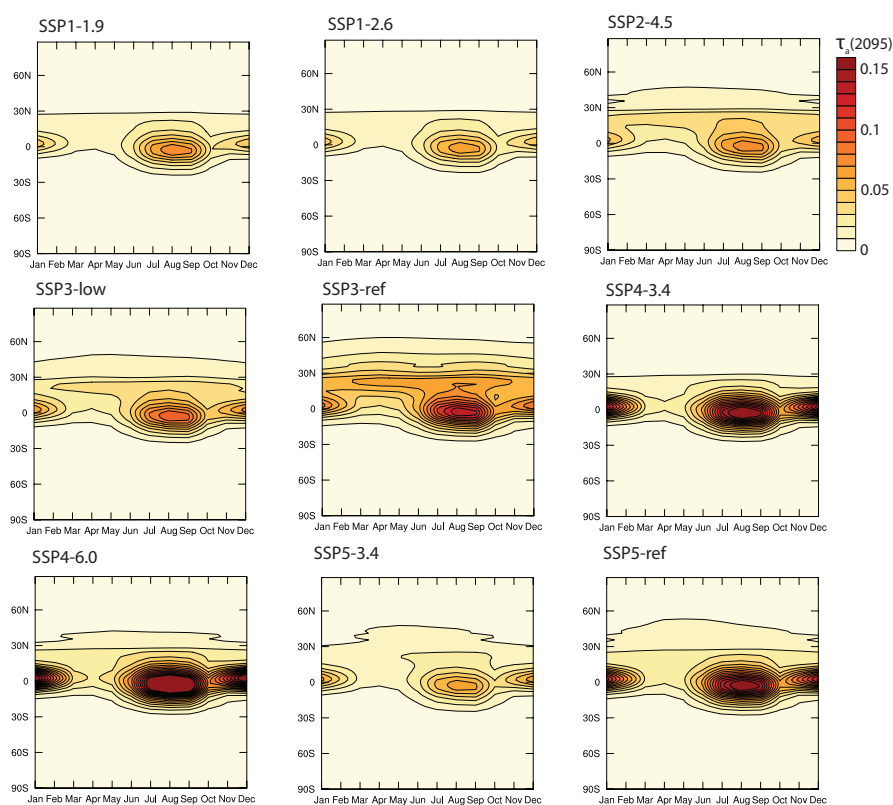 SSP1-1.9
SSP1-2.6
SSP2-4.5
τa(2095)
60N
30N
0
30S
60S
90S
Jan Feb Mar Apr May Jun Jul Aug Sep Oct Nov Dec
60N
30N
0
30S
60S
90S
Jan Feb Mar Apr May Jun Jul Aug Sep Oct Nov Dec
60N
30N
0
30S
60S
90S
Jan Feb Mar Apr May Jun Jul Aug Sep Oct Nov Dec
0.15
0.1
0.05
0
SSP3-low
SSP3-ref
SSP4-3.4
60N
30N
0
30S
60S
90S
Jan Feb Mar Apr May Jun Jul Aug Sep Oct Nov Dec
60N
30N
0
30S
60S
90S
Jan Feb Mar Apr May Jun Jul Aug Sep Oct Nov Dec
60N
30N
0
30S
60S
90S
Jan Feb Mar Apr May Jun Jul Aug Sep Oct Nov Dec
SSP4-6.0
SSP5-3.4
SSP5-ref
60N
30N
0
30S
60S
90S
Jan Feb Mar Apr May Jun Jul Aug Sep Oct Nov Dec
60N
30N
0
30S
60S
90S
Jan Feb Mar Apr May Jun Jul Aug Sep Oct Nov Dec
60N
30N
0
30S
60S
90S
Jan Feb Mar Apr May Jun Jul Aug Sep Oct Nov Dec